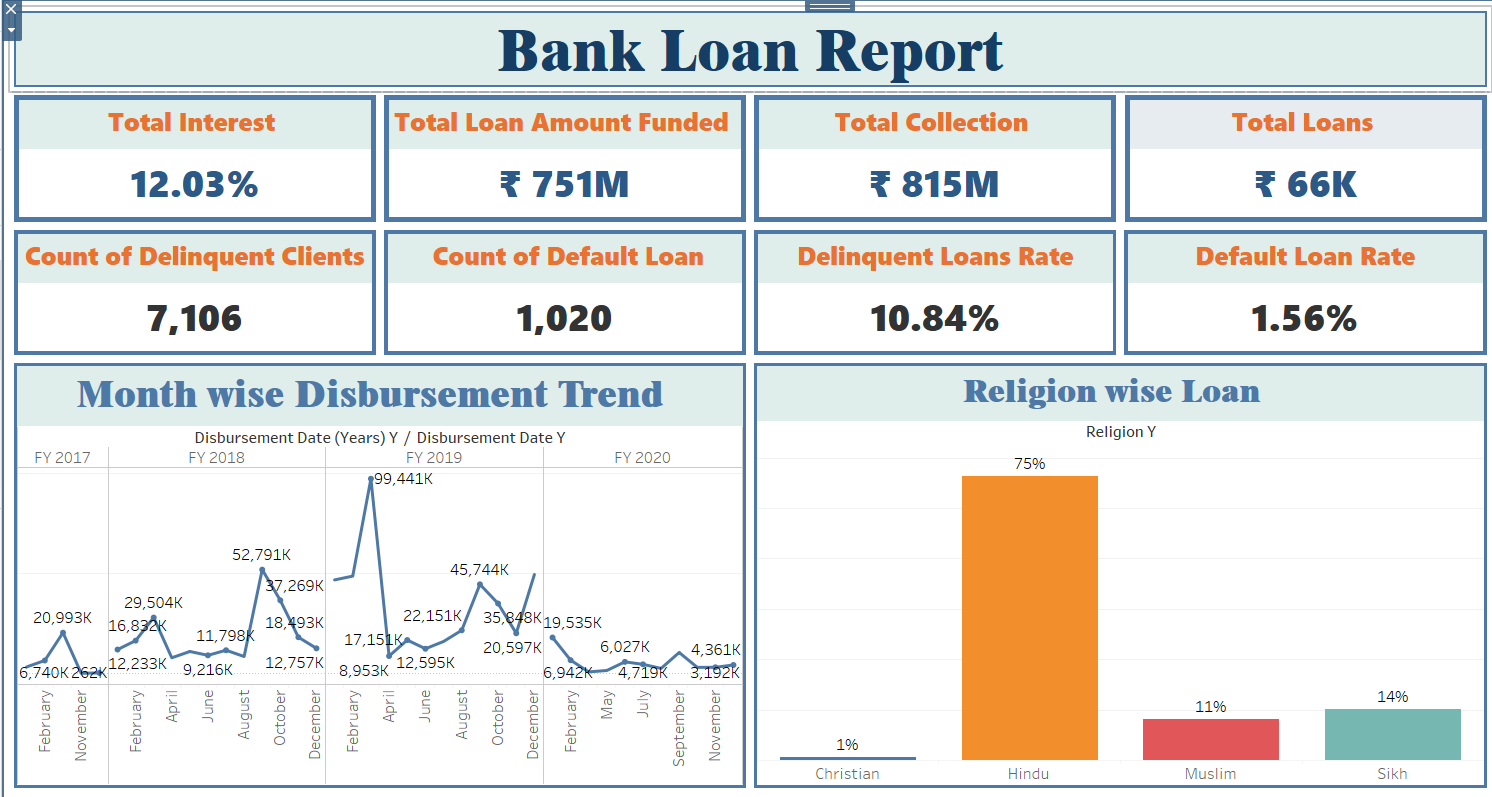 Bank Loan Report
Total Interest
12.03%
Total Loan Amount Funded
₹ 751M
Total Collection
₹ 815M
Total Loans
₹ 66K
Count of Delinquent Clients
7,106
Count of Default Loan
1,020
Delinquent Loans Rate
10.84%
Default Loan Rate
1.56%
Month wise Disbursement Trend
Disbursement Date (Years) Y / Disbursement Date Y
FY 2017 FY 2018 FY 2019 FY 2020
99,441K
52,791K
45,744K
37,269K
29,504K
20,993K
16,832K
18,493K
22,151K
35,848K
19,535K
11,798K
17,151K
20,597K
6,027K
4,361K
12,233K
9,216K
12,757K
8,953K
12,595K
6,740K
262K
6,942K
4,719K
3,192K
February November February April June August October December February April June August October December February May July September November
Religion wise Loan
Religion Y
75%
14%
11%
1%
Christian Hindu Muslim Sikh